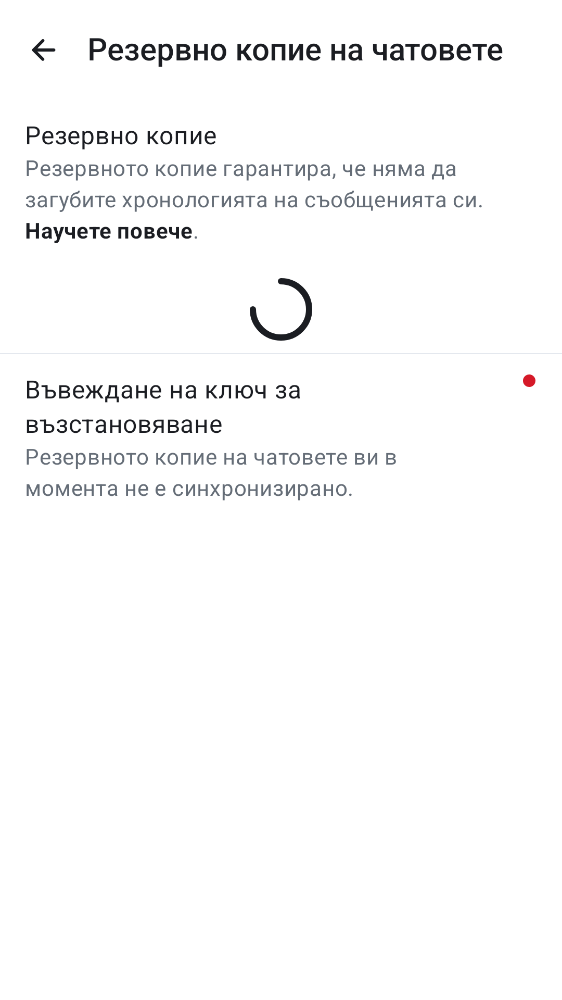 Резервно копие на чатовете
Резервно копие
Резервното копие гарантира, че няма да
загубите хронологията на съобщенията си.
Научете повече.
Въвеждане на ключ за
възстановяване
Резервното копие на чатовете ви в
момента не е синхронизирано.